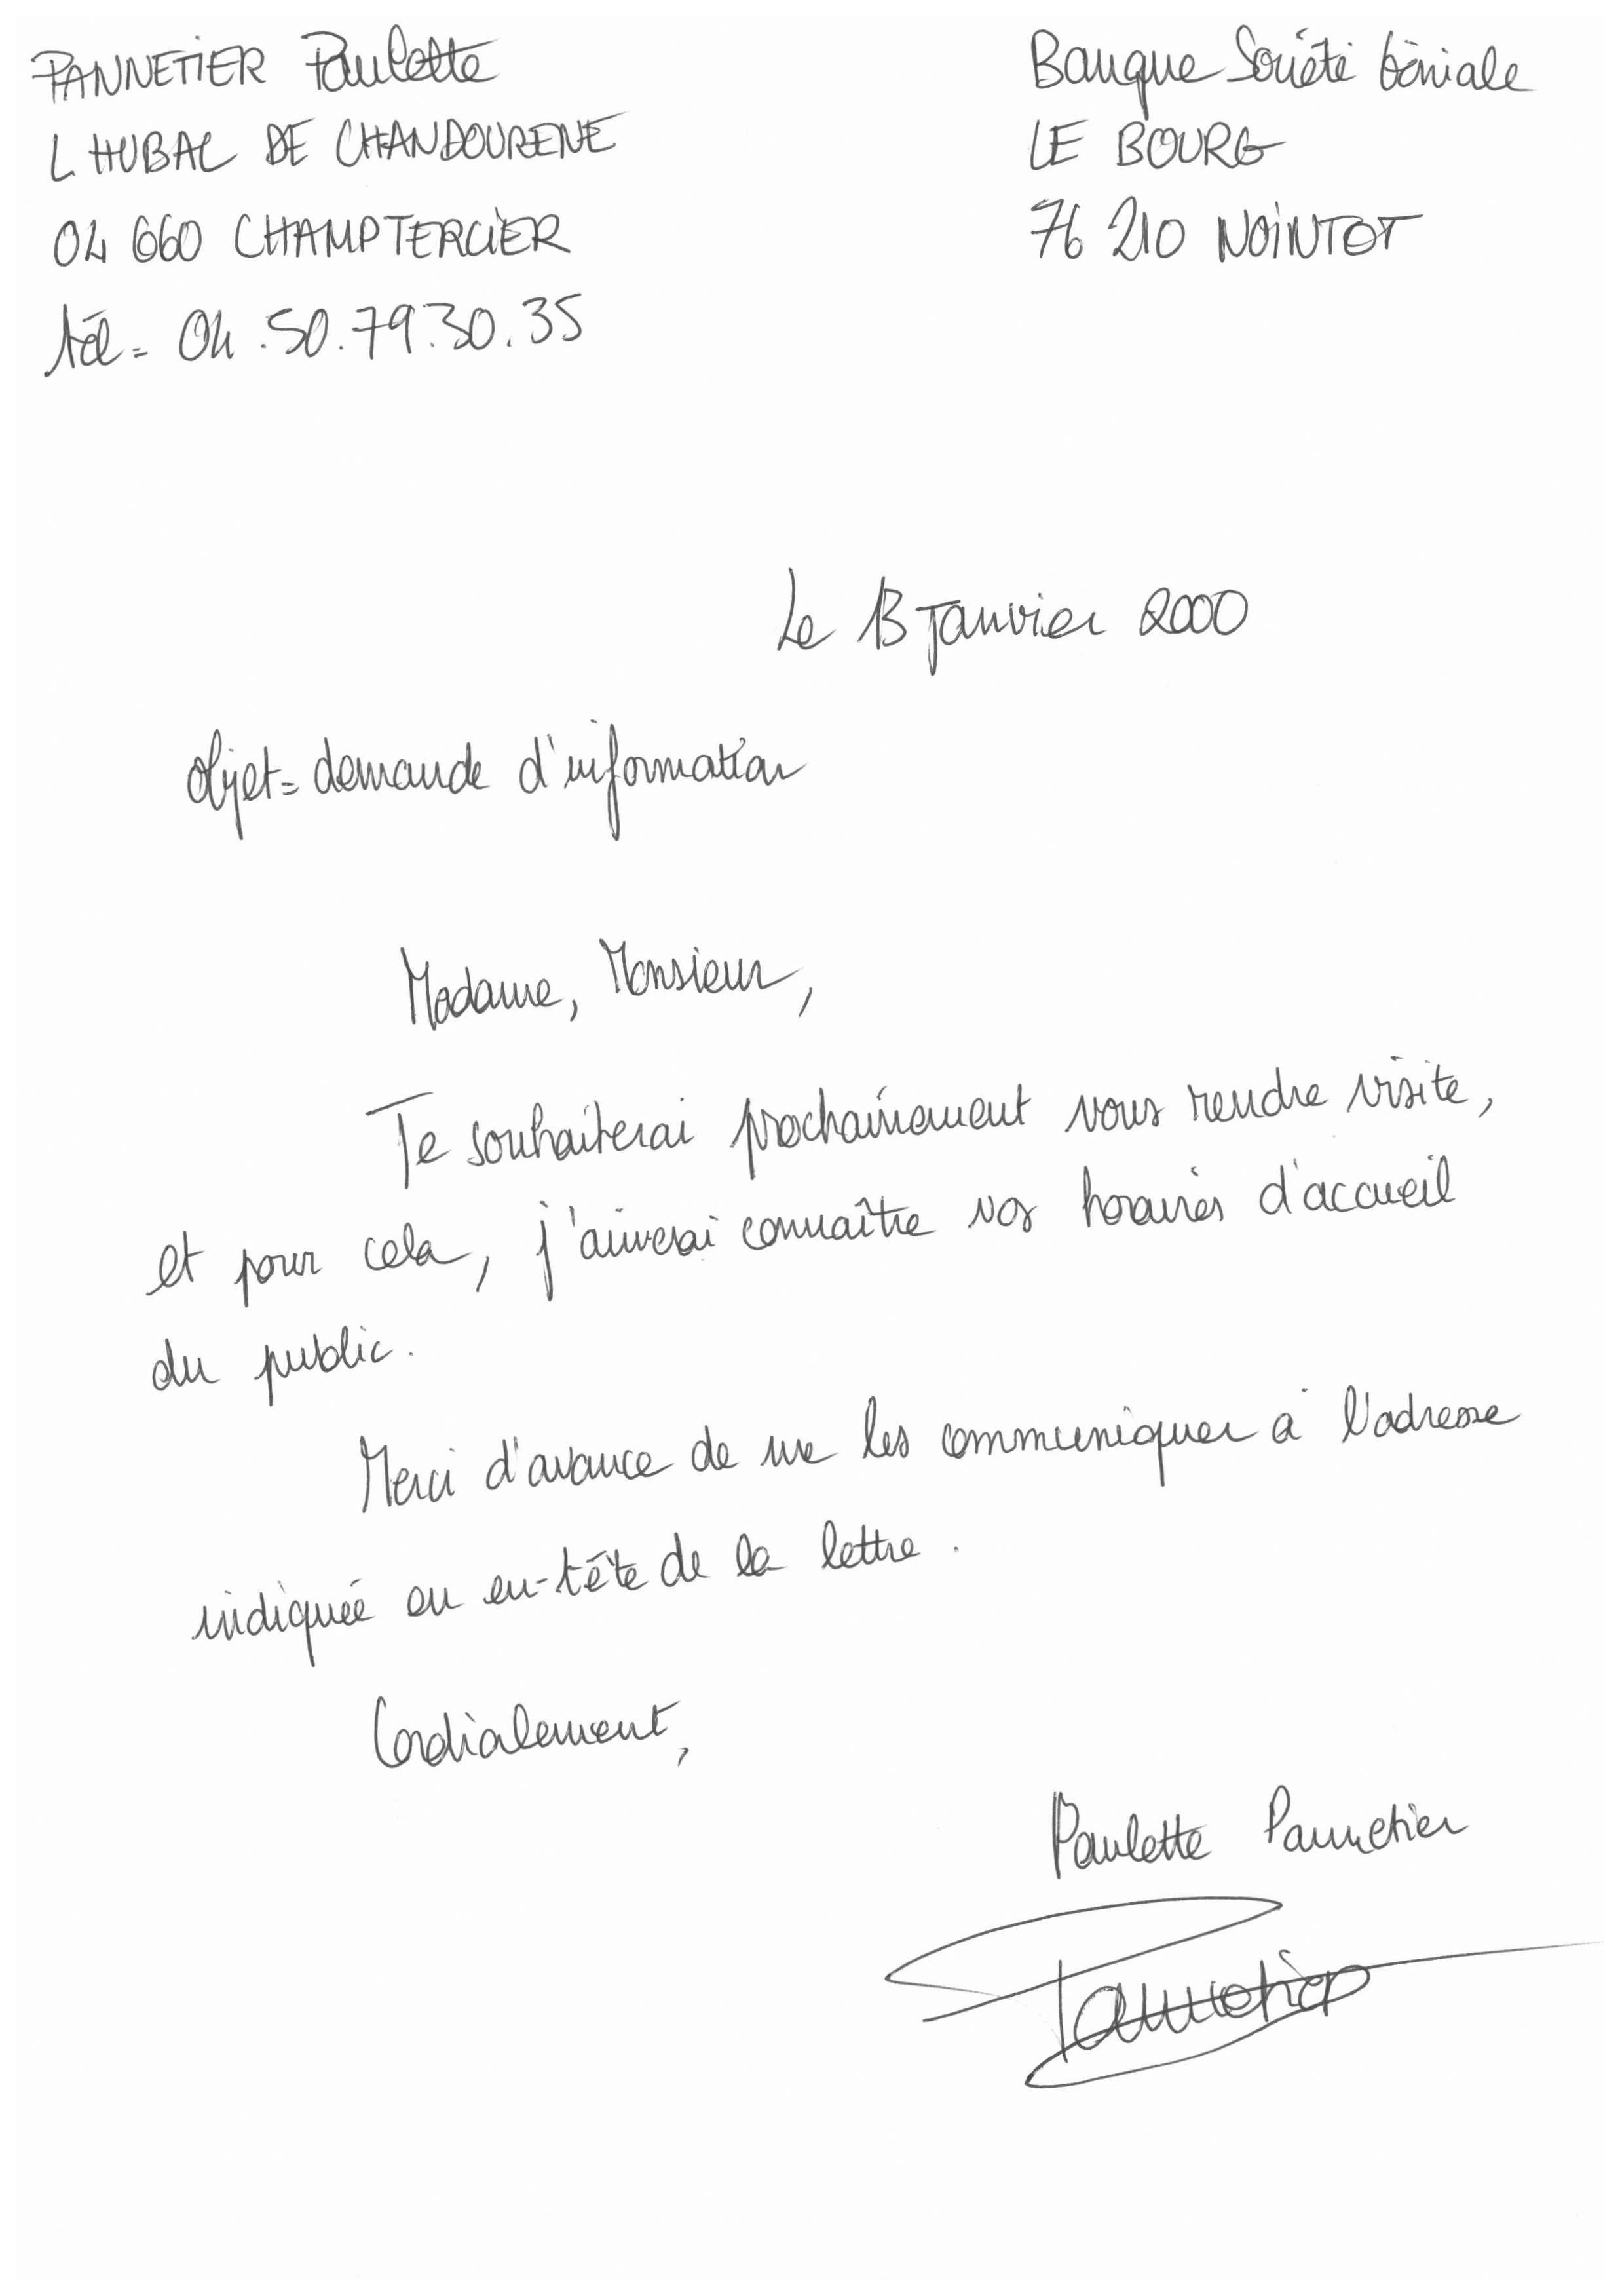 PANNETIER Paulette
L HUBAC DE CHANDOURENE
04 660 CHAMPTERCIER
tél = 04.50.79.30.35
Banque Société Géniale
LE BOURG
76 210 NOINTOT
Le 13 Janvier 2000
Objet = demande d'information
Madame, Monsieur,
Je souhaiterai prochainement vous rendre visite,
et pour cela, j'aimerai connaître vos horaires d'accueil
du public.
Merci d'avance de me les communiquer à l'adresse
indiquée en en-tête de la lettre.
Cordialement,
Paulette Pannetier
Pannetier